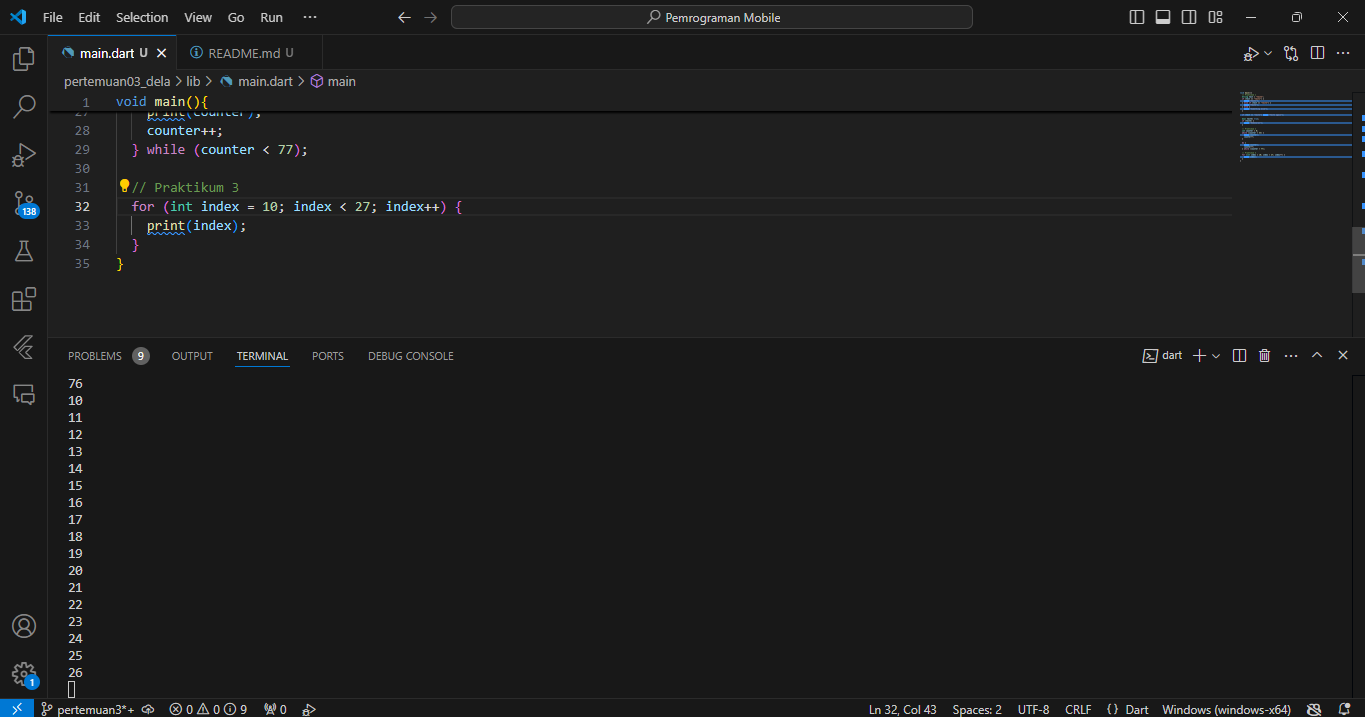 File Edit Selection View Go Run ··· Pemrograman Mobile
main.dart U README.md U
pertemuan03_dela > lib > main.dart > main
1 void main(){
27 print(counter);
28 counter++;
29 } while (counter < 77);
30
31 // Praktikum 3
32 for (int index = 10; index < 27; index++) {
33 print(index);
34 }
35 }
138
PROBLEMS 9 OUTPUT TERMINAL PORTS DEBUG CONSOLE dart
76
10
11
12
13
14
15
16
17
18
19
20
21
22
23
24
25
26
1
pertemuan3*+ 0 0 9 0 Ln 32, Col 43 Spaces: 2 UTF-8 CRLF {} Dart Windows (windows-x64)